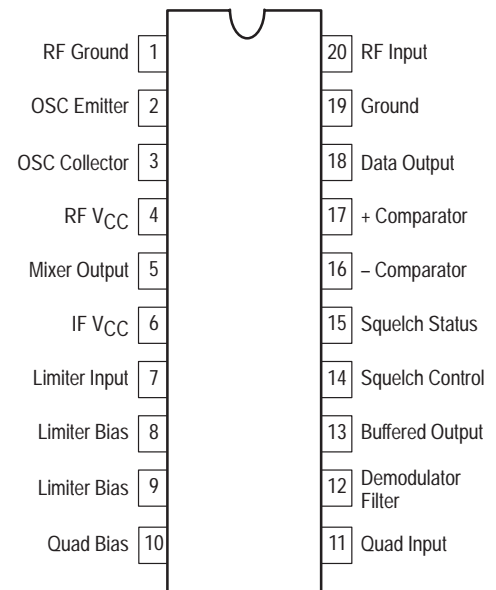 RF Ground 1
OSC Emitter 2
OSC Collector 3
RF VCC 4
Mixer Output 5
IF VCC 6
Limiter Input 7
Limiter Bias 8
Limiter Bias 9
Quad Bias 10
20 RF Input
19 Ground
18 Data Output
17 + Comparator
16 – Comparator
15 Squelch Status
14 Squelch Control
13 Buffered Output
12 Demodulator
Filter
11 Quad Input